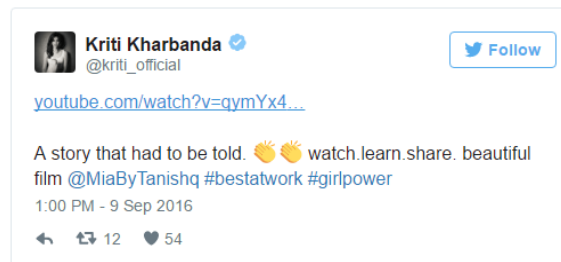 Kriti Kharbanda
Follow
@kriti_official
youtube.com/watch?v=qymYx4...
A story that had to be told. 👏👏 watch.learn.share. beautiful
film @MiaByTanishq #bestatwork #girlpower
1:00 PM - 9 Sep 2016
12 54